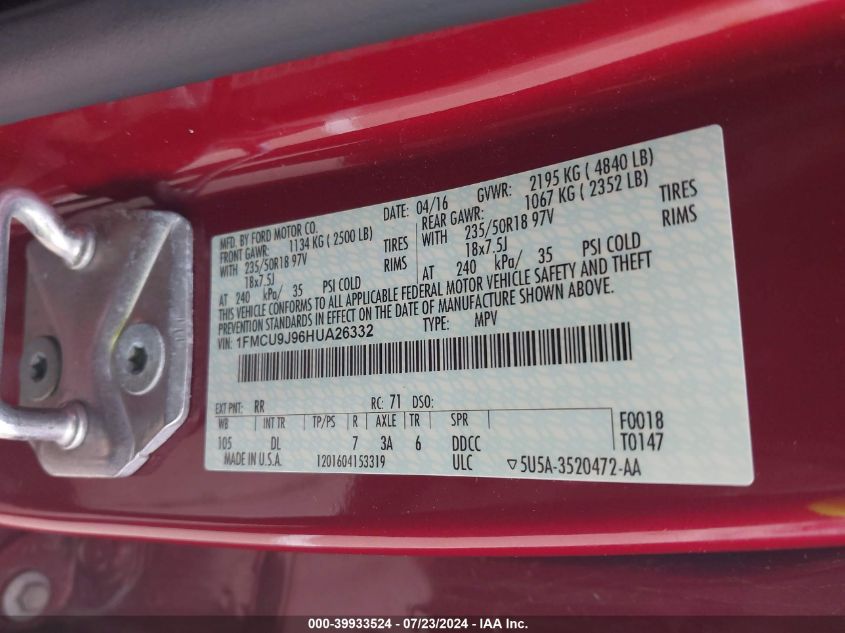 MFD. BY FORD MOTOR CO.
DATE: 04/16 GVWR: 2195 KG ( 4840 LB)
FRONT GAWR: 1134 KG ( 2500 LB)
REAR GAWR: 1067 KG ( 2352 LB)
WITH 235/50R18 97V TIRES
WITH 235/50R18 97V TIRES
18x7.5J RIMS
18x7.5J RIMS
AT 240 kPa/ 35 PSI COLD
AT 240 kPa/ 35 PSI COLD
THIS VEHICLE CONFORMS TO ALL APPLICABLE FEDERAL MOTOR VEHICLE SAFETY AND THEFT
PREVENTION STANDARDS IN EFFECT ON THE DATE OF MANUFACTURE SHOWN ABOVE.
VIN: 1FMCU9J96HUA26332 TYPE: MPV
EXT PNT: RR RC: 71 DSO:
WB INT TR TP/PS R AXLE TR SPR
105 DL 7 3A 6 DDCC
F0018
T0147
MADE IN U.S.A. 1201604153319 ULC ▽5U5A-3520472-AA
000-39933524 - 07/23/2024 - IAA Inc.